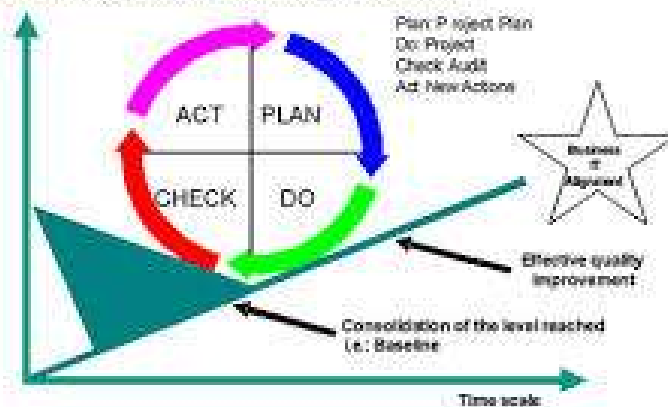 Plan: Project Plan
Do: Project
Check: Audit
Act: New Actions
ACT PLAN
CHECK DO
Business
IT
Alignment
Effective quality
Improvement
Consolidation of the level reached
i.e.: Baseline
Time scale